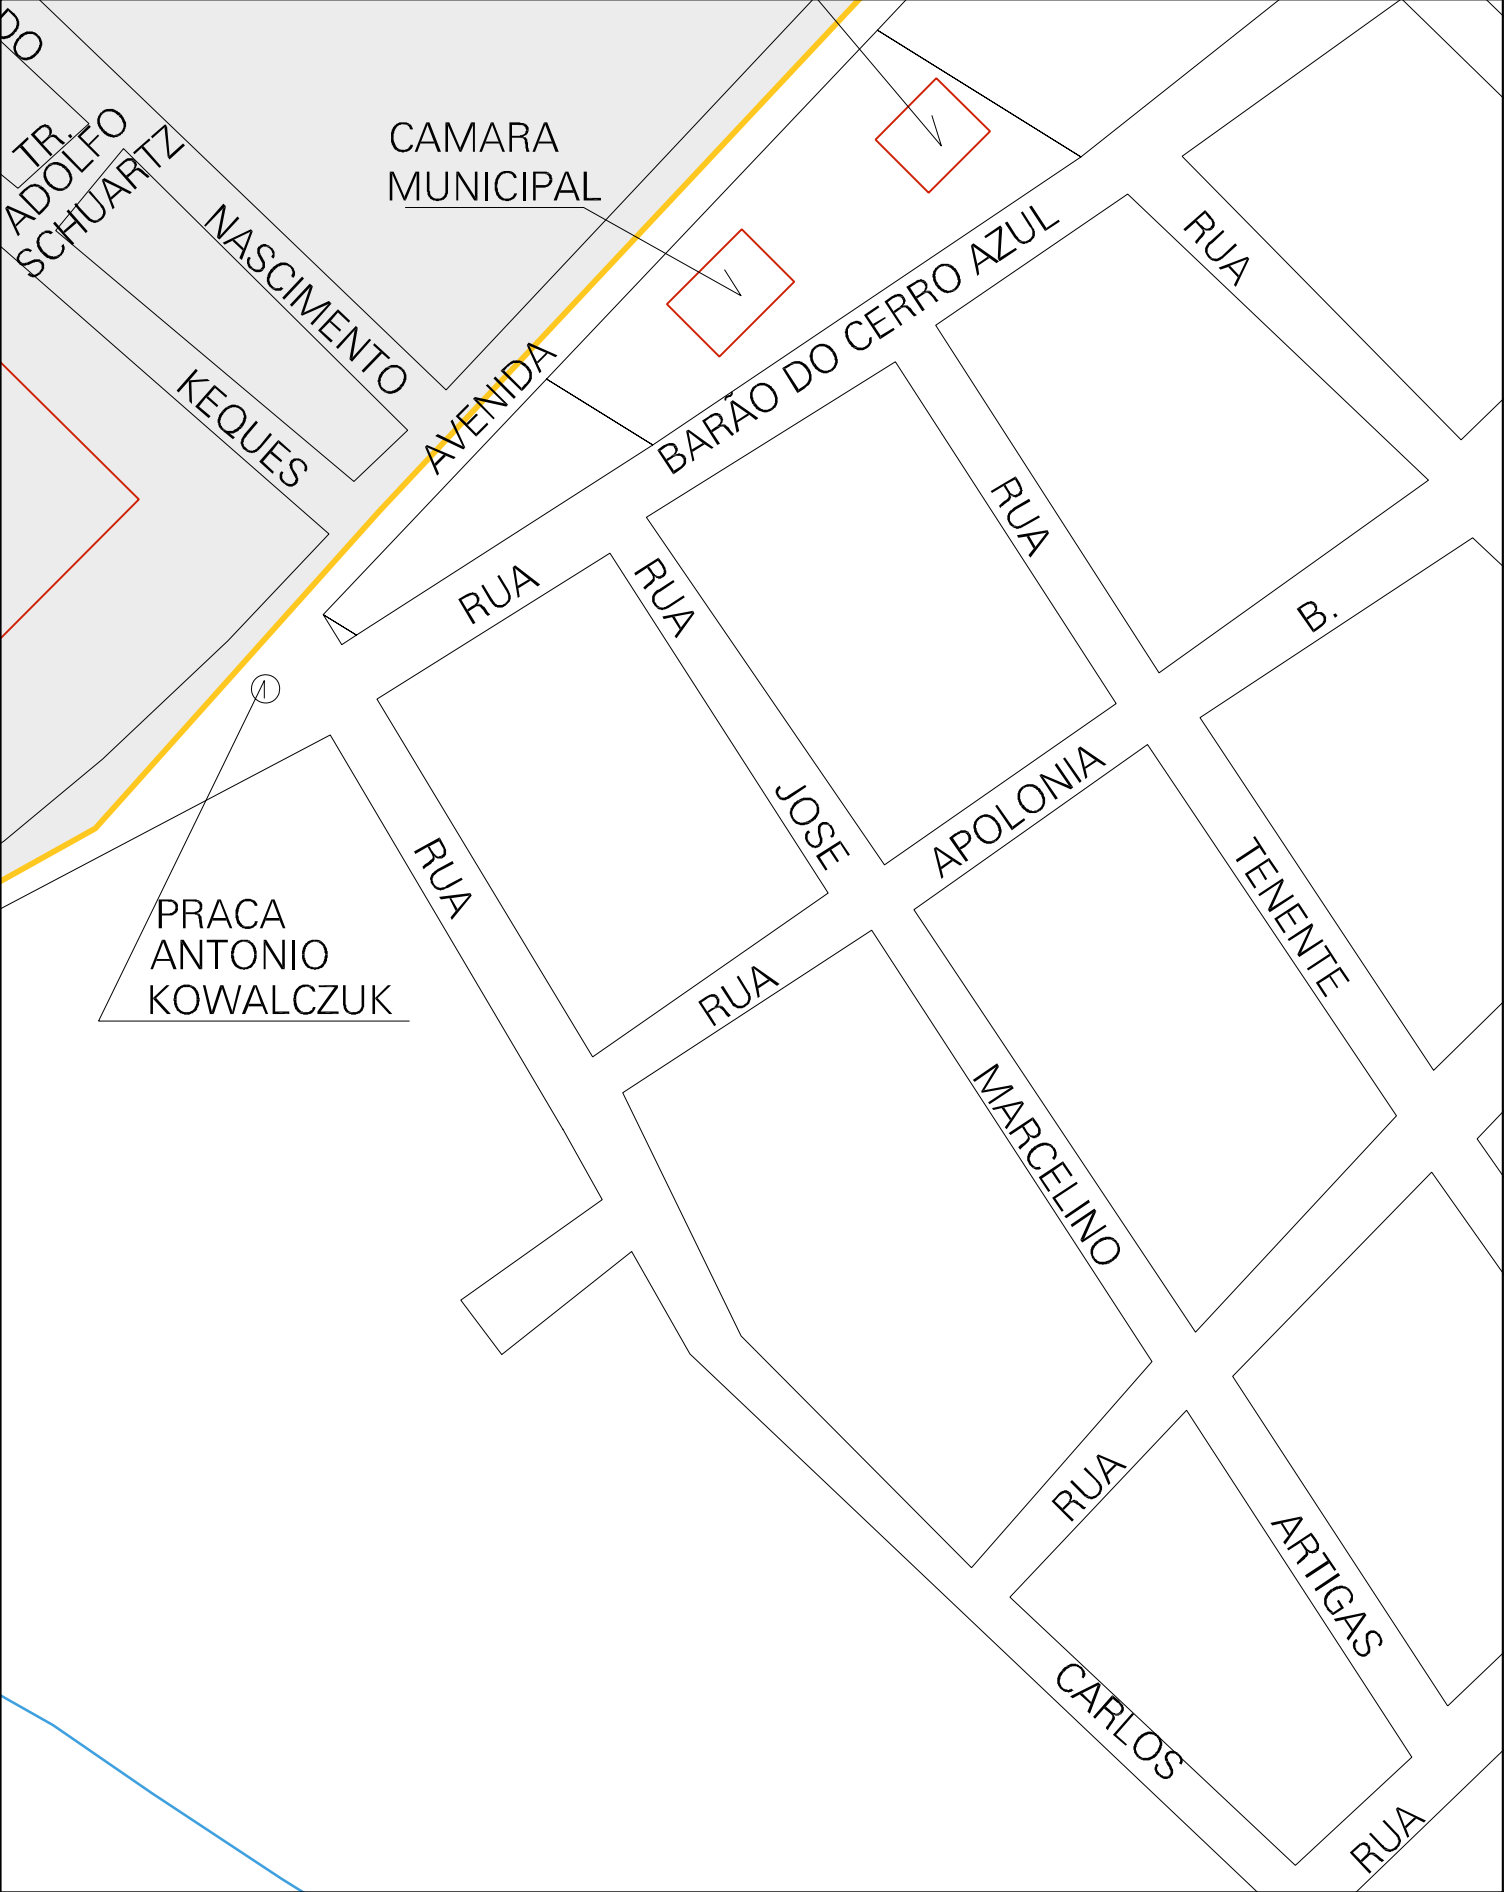 DO
TR.
ADOLFO
SCHUARTZ
NASCIMENTO
KEQUES
CAMARA
MUNICIPAL
AVENIDA
RUA
BARÃO DO CERRO AZUL
RUA
RUA
RUA
JOSE
MARCELINO
RUA
APOLONIA
B.
RUA
TENENTE
ARTIGAS
PRACA
ANTONIO
KOWALCZUK
RUA
CARLOS
RUA